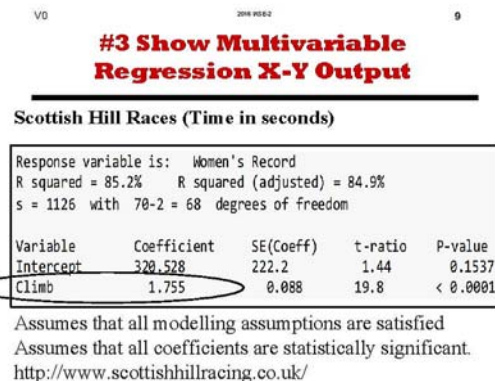 V0 2016 WSB-2 9
#3 Show Multivariable
Regression X-Y Output
Scottish Hill Races (Time in seconds)
Response variable is: Women's Record
R squared = 85.2% R squared (adjusted) = 84.9%
s = 1126 with 70-2 = 68 degrees of freedom
Variable Coefficient SE(Coeff) t-ratio P-value
Intercept 320.528 222.2 1.44 0.1537
Climb 1.755 0.088 19.8 < 0.0001
Assumes that all modelling assumptions are satisfied
Assumes that all coefficients are statistically significant.
http://www.scottishhillracing.co.uk/